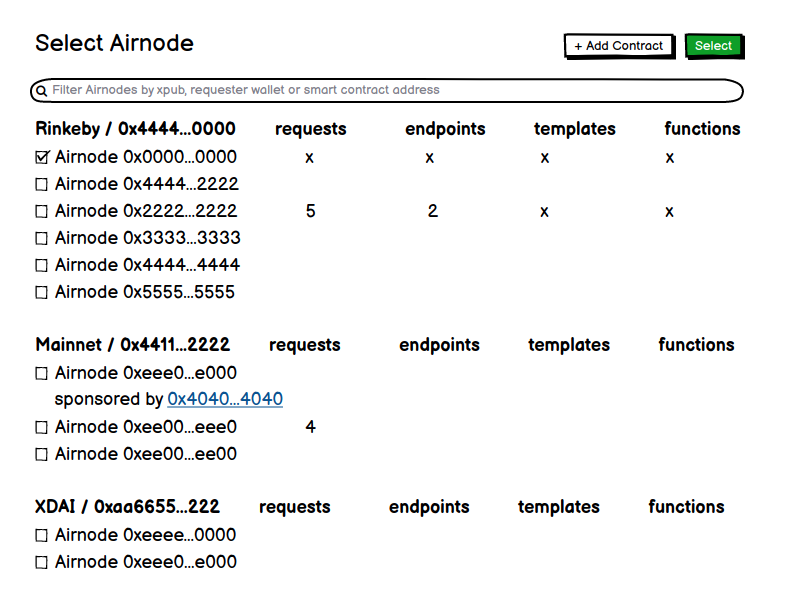 Select Airnode + Add Contract Select
Filter Airnodes by xpub, requester wallet or smart contract address
Rinkeby / 0x4444...0000 requests endpoints templates functions
Airnode 0x0000...0000 x x x x
Airnode 0x4444...2222
Airnode 0x2222...2222 5 2 x x
Airnode 0x3333...3333
Airnode 0x4444...4444
Airnode 0x5555...5555
Mainnet / 0x4411...2222 requests endpoints templates functions
Airnode 0xeee0...e000
sponsored by 0x4040...4040
Airnode 0xee00...eee0 4
Airnode 0xee00...ee00
XDAI / 0xaa6655...222 requests endpoints templates functions
Airnode 0xeeee...0000
Airnode 0xeee0...e000